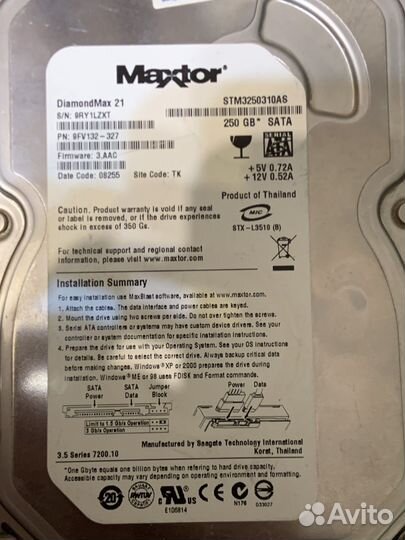 Maxtor
DiamondMax 21
STM3250310AS
S/N: 9RY1LZXT
250 GB* SATA
PN: 9FV132-327
Firmware: 3.AAC
SERIAL
ATA
+5V 0.72A
+12V 0.52A
Date Code: 08255 Site Code: TK
Product of Thailand
Caution. Product warranty is void if any seal
or label is removed, or if the drive experiences
shock in excess of 350 Gs.
MIC
STX-L3510 (B)
For technical support and regional contact
information, please visit www.maxtor.com.
Installation Summary
For easy installation use MaxBlast software, available at www.maxtor.com.
1. Attach the cables. The data interface and power cables are keyed.
2. Mount the drive using two screws per side. Do not over tighten the screws.
3. Serial ATA controllers or systems may have custom device drivers. See your
controller or system documentation for specific installation instructions.
4. Prepare the drive for use with your Operating System. See your OS instructions
for details. Be careful to select the correct drive. Always backup critical data
before making changes. Windows® XP or 2000 prepares the drive during
installation. Windows® ME or 98 uses FDISK and Format commands.
SATA Power
SATA Data
Jumper Block
Power Data
Limit to 1.5 Gb/s Operation
3 Gb/s Operation
Manufactured by Seagate Technology International
Korat, Thailand
3.5 Series 7200.10
*One Gbyte equals one billion bytes when referring to hard drive capacity.
Accessible capacity may vary depending on operating environment and formatting.
20
c UL us
E106814
CE
N176
D33027
Avito